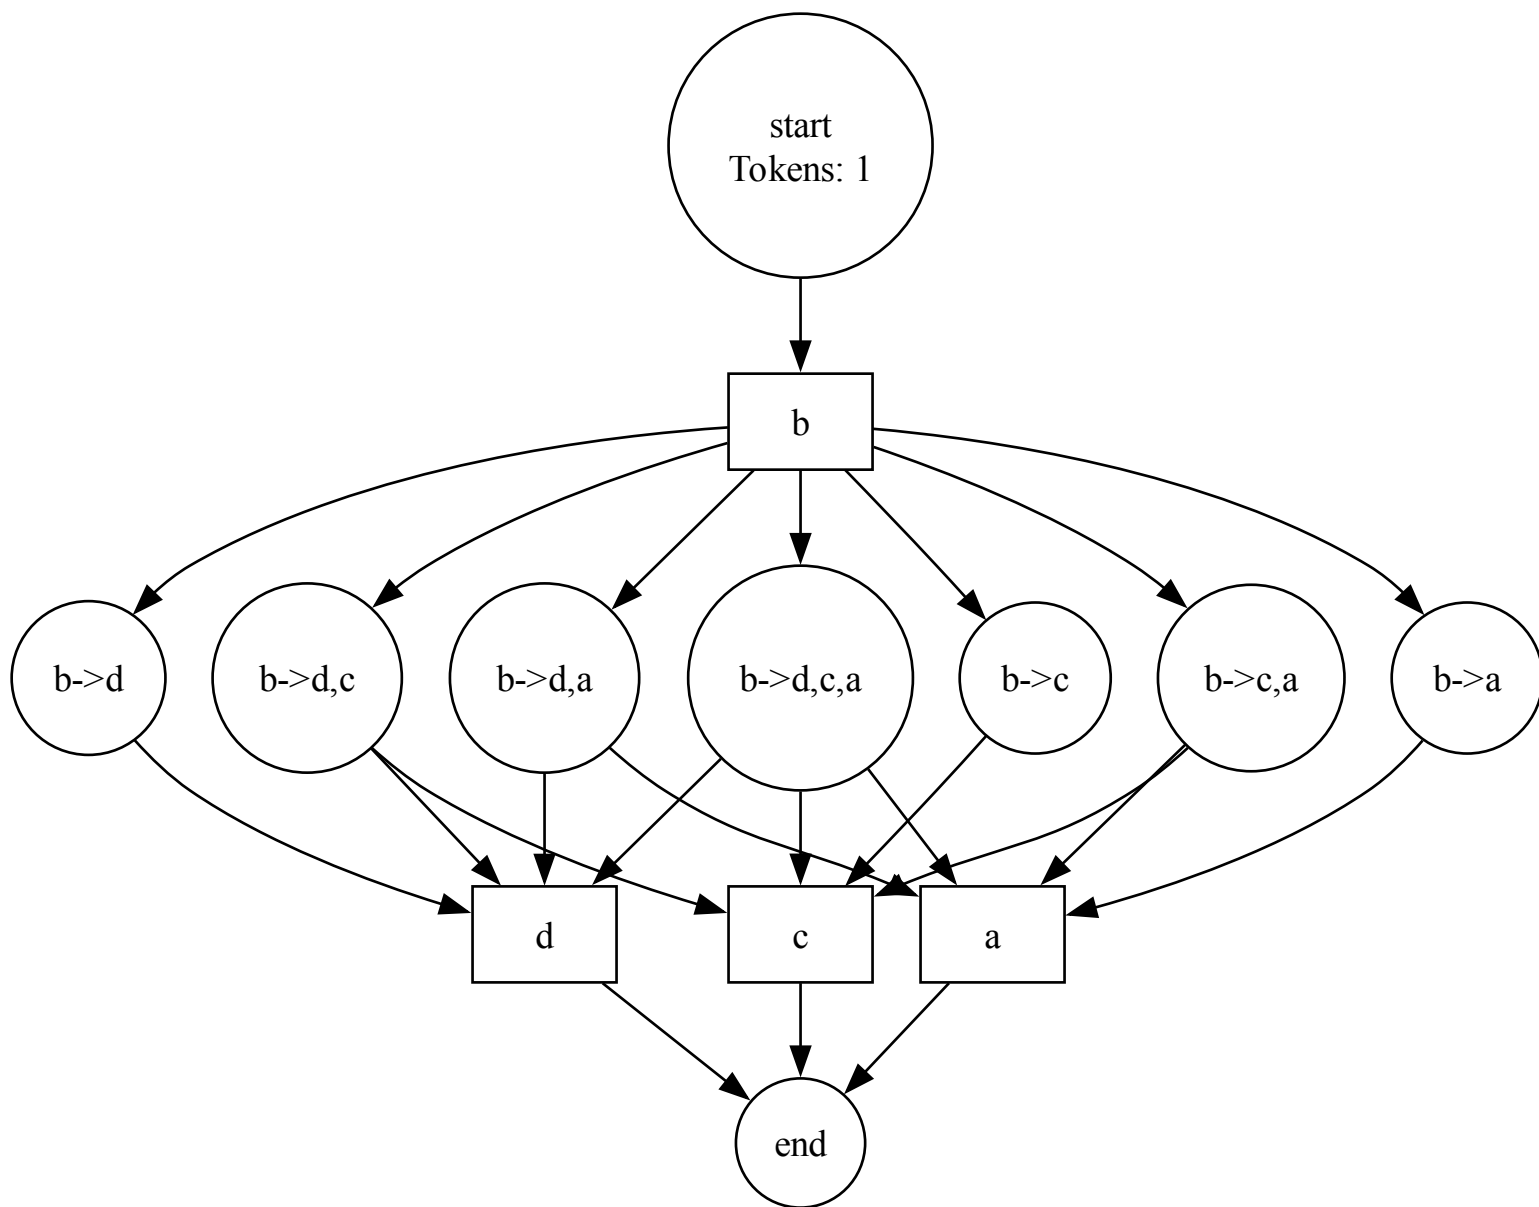 start
Tokens: 1
b
b->d
b->d,c
b->d,a
b->d,c,a
b->c
b->c,a
b->a
d
c
a
end